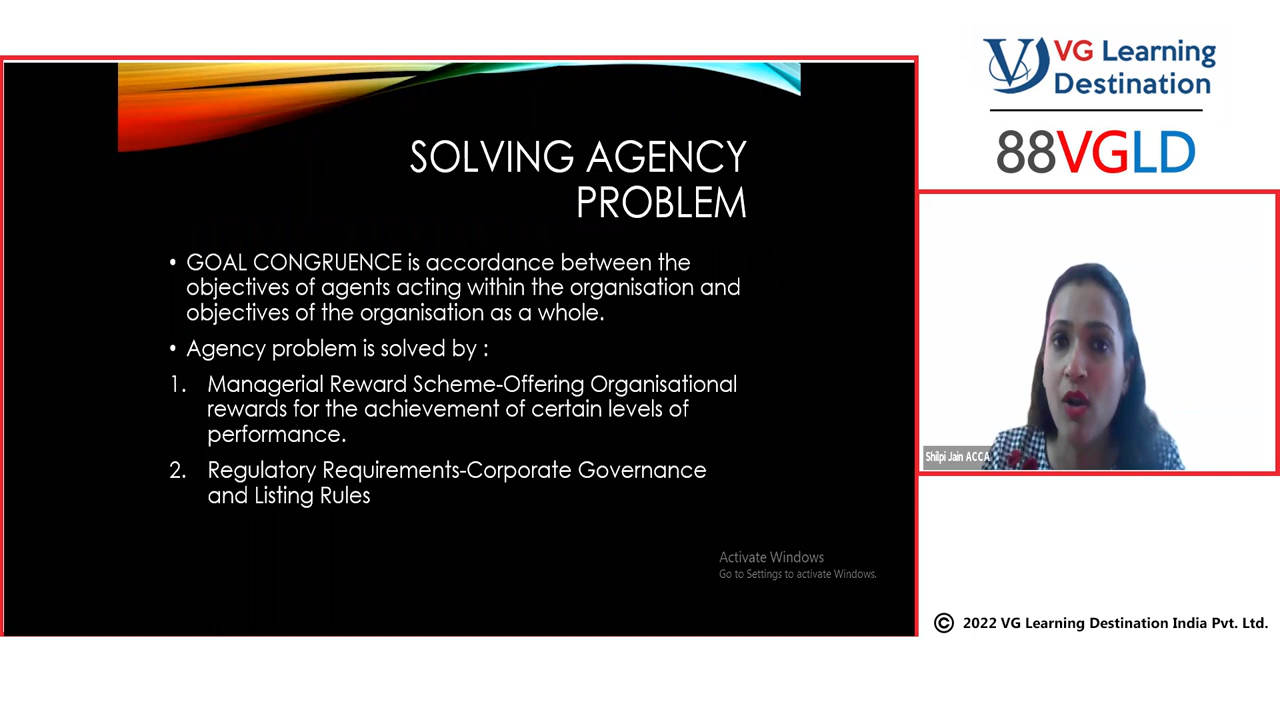 SOLVING AGENCY
PROBLEM
• GOAL CONGRUENCE is accordance between the
objectives of agents acting within the organisation and
objectives of the organisation as a whole.
• Agency problem is solved by :
1. Managerial Reward Scheme-Offering Organisational
rewards for the achievement of certain levels of
performance.
2. Regulatory Requirements-Corporate Governance
and Listing Rules
Activate Windows
Go to Settings to activate Windows.
VG Learning
Destination
88VGLD
Shilpi Jain ACCA
© 2022 VG Learning Destination India Pvt. Ltd.